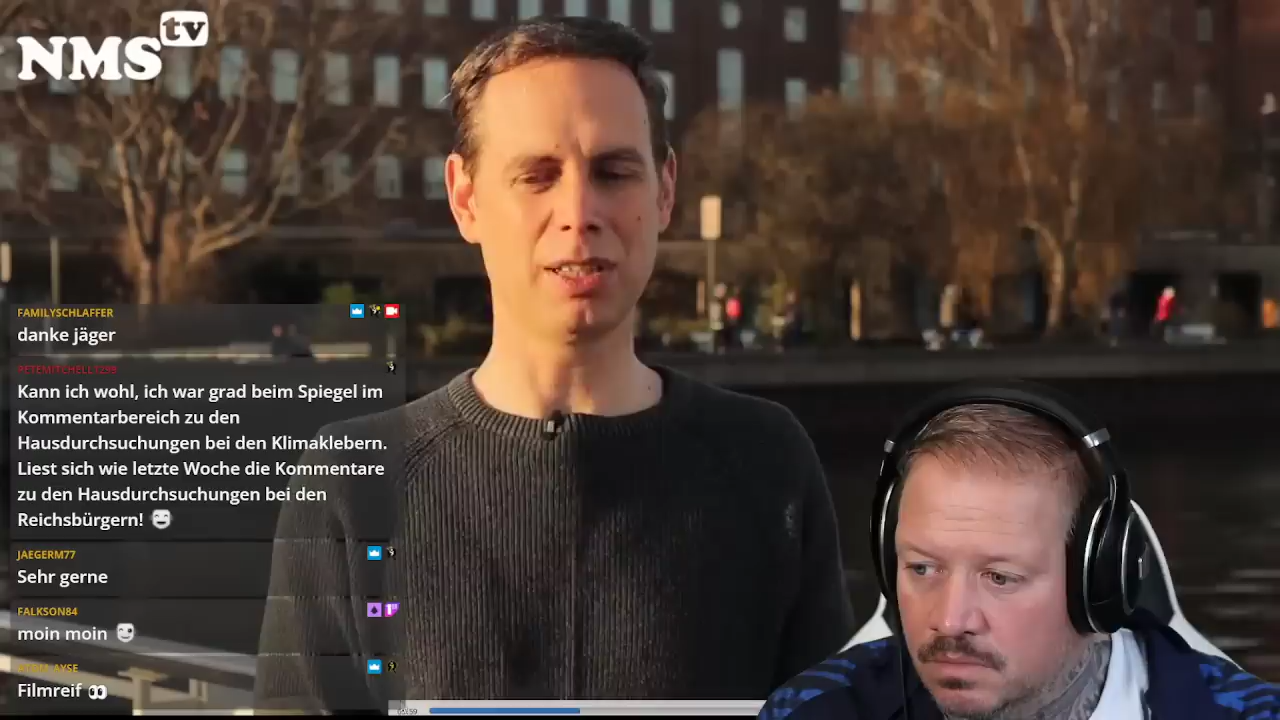 NMS tv
FAMILYSCHLAFFER
danke jäger
PETEMITCHELL1295
Kann ich wohl, ich war grad beim Spiegel im
Kommentarbereich zu den
Hausdurchsuchungen bei den Klimaklebern.
Liest sich wie letzte Woche die Kommentare
zu den Hausdurchsuchungen bei den
Reichsbürgern!
JAEGERM77
Sehr gerne
FALKSON84
moin moin
Filmreif